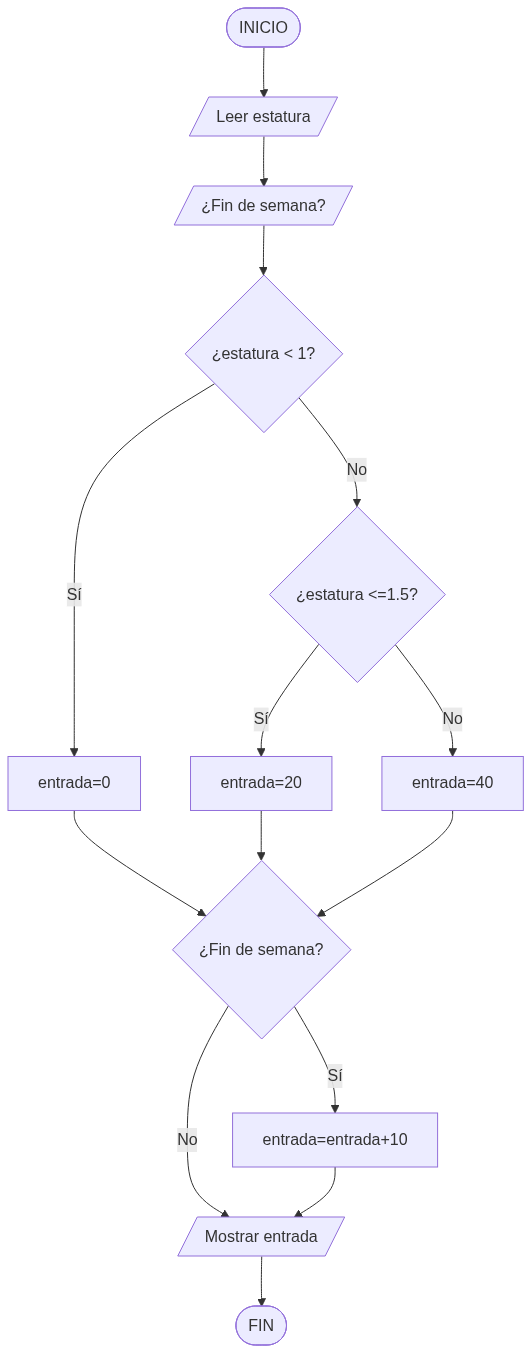 INICIO
Leer estatura
¿Fin de semana?
¿estatura < 1?
No
¿estatura <=1.5?
Sí
Sí
No
entrada=0
entrada=20
entrada=40
¿Fin de semana?
Sí
No
entrada=entrada+10
Mostrar entrada
FIN